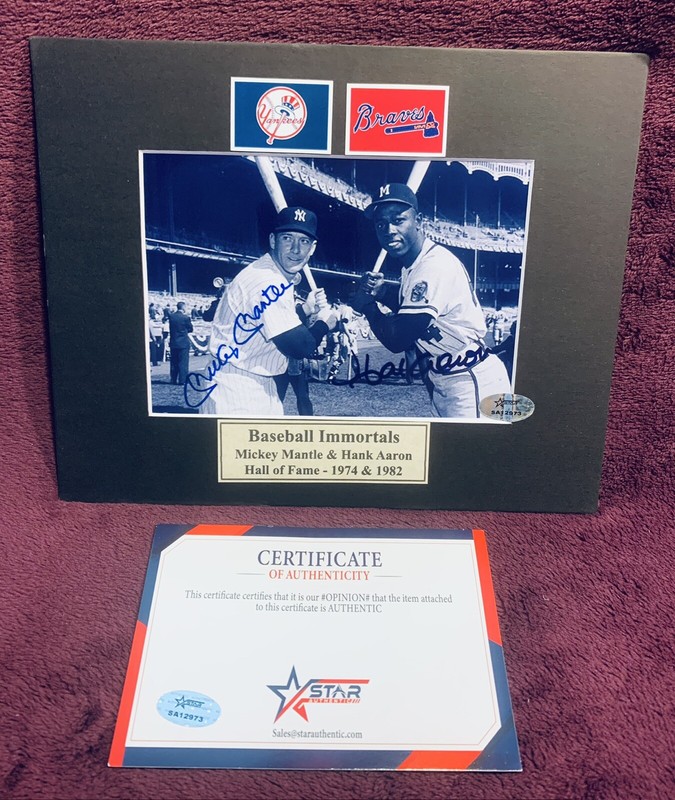 Yankees
Braves
NY
M
Mickey Mantle
Hank Aaron
STAR
SA12973
Baseball Immortals
Mickey Mantle & Hank Aaron
Hall of Fame - 1974 & 1982
CERTIFICATE
OF AUTHENTICITY
This certificate certifies that it is our #OPINION# that the item attached
to this certificate is AUTHENTIC
STAR
SA12973
STAR
AUTHENTIC
Sales@starauthentic.com